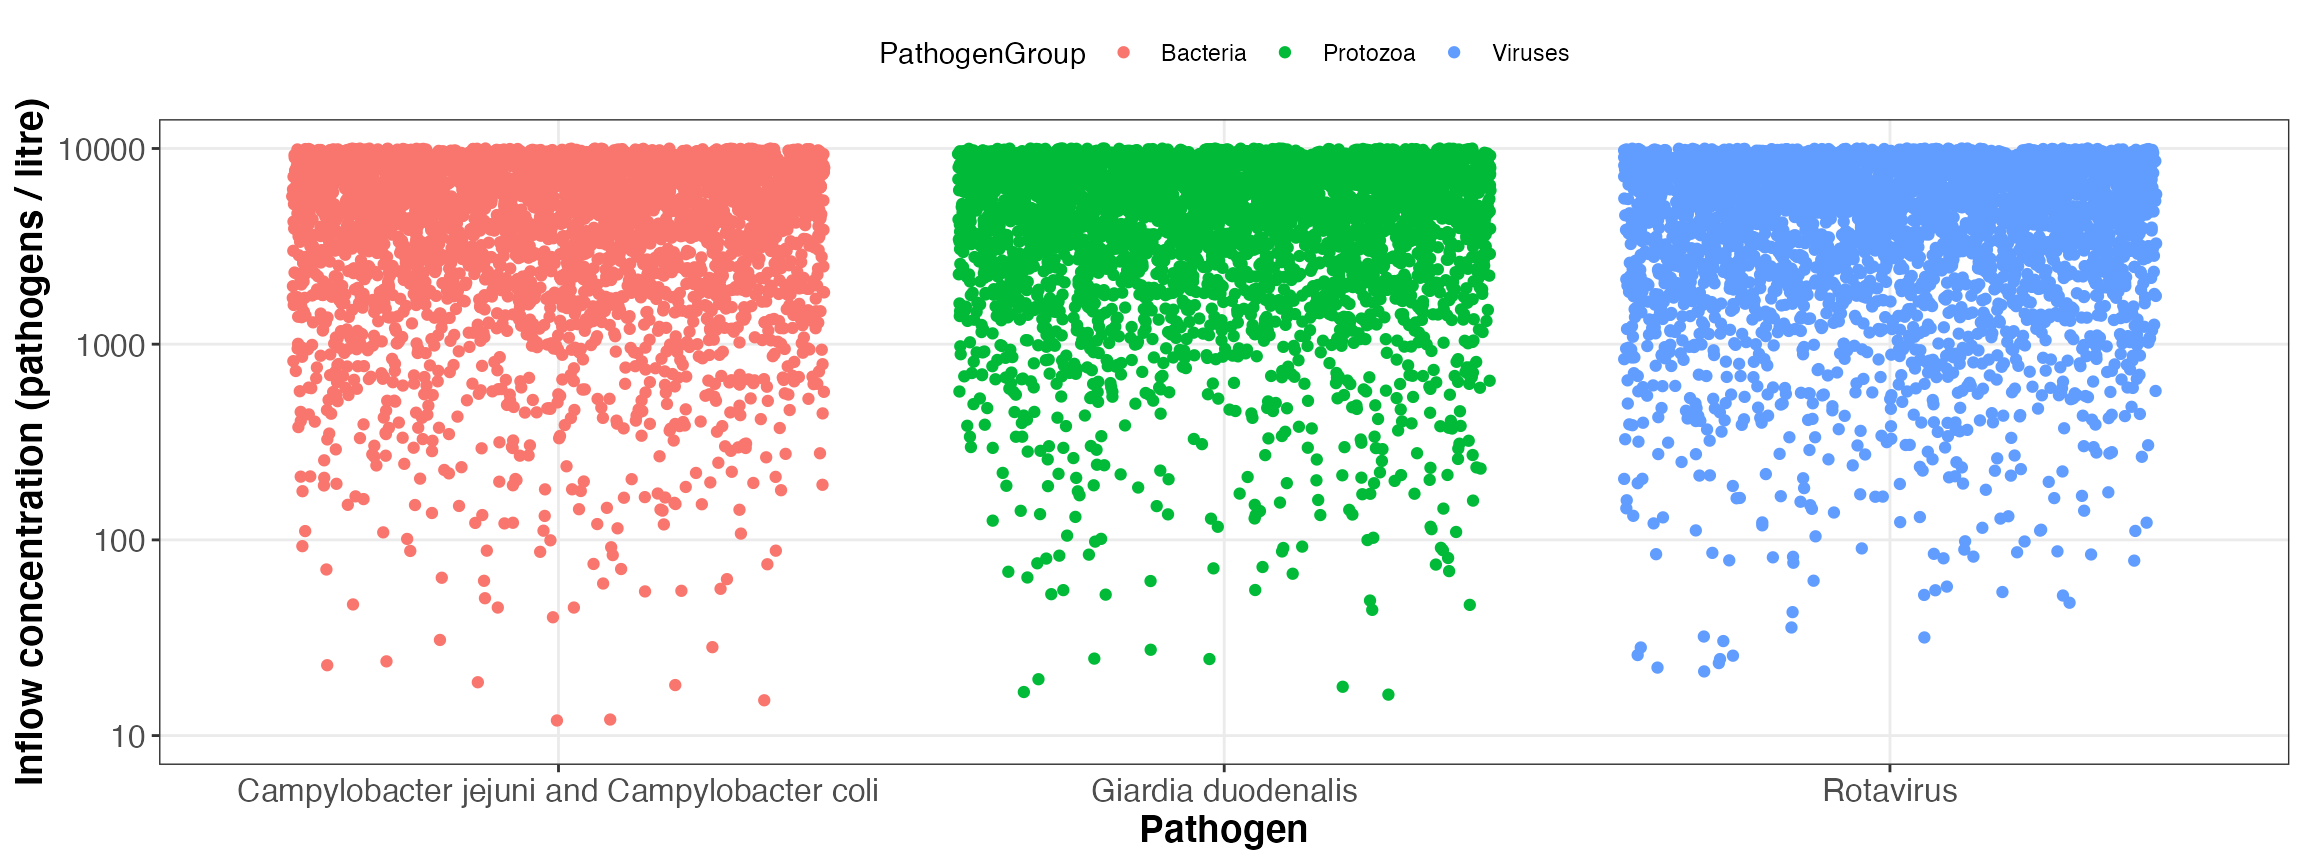 PathogenGroup Bacteria Protozoa Viruses
Inflow concentration (pathogens / litre)
10000
1000
100
10
Campylobacter jejuni and Campylobacter coli Giardia duodenalis Rotavirus
Pathogen